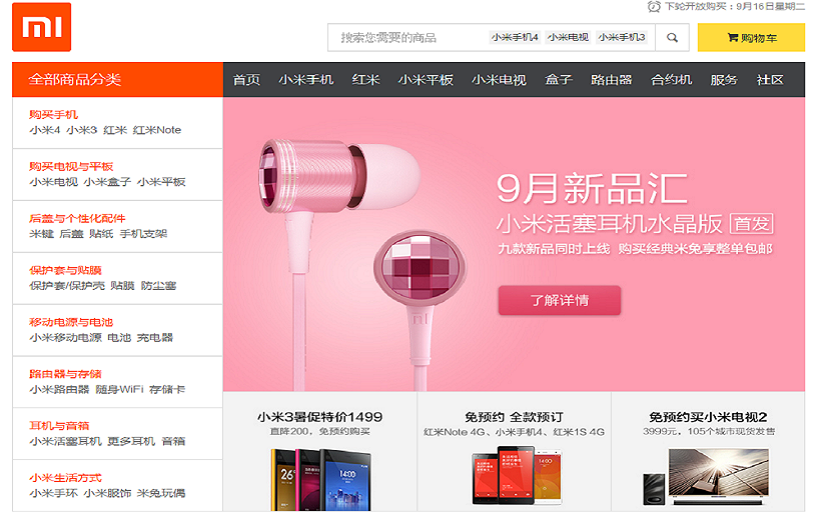 下轮开放购买：9月16日星期二
mi
搜索您需要的商品 小米手机4 小米电视 小米手机3
购物车
全部商品分类 首页 小米手机 红米 小米平板 小米电视 盒子 路由器 合约机 服务 社区
购买手机
小米4 小米3 红米 红米Note
购买电视与平板
小米电视 小米盒子 小米平板
后盖与个性化配件
米键 后盖 贴纸 手机支架
保护套与贴膜
保护套/保护壳 贴膜 防尘塞
移动电源与电池
小米移动电源 电池 充电器
路由器与存储
小米路由器 随身WiFi 存储卡
耳机与音箱
小米活塞耳机 更多耳机 音箱
小米生活方式
小米手环 小米服饰 米兔玩偶
9月新品汇
小米活塞耳机水晶版 首发
九款新品同时上线 购买经典米兔享整单包邮
了解详情
mi
小米3暑促特价1499
直降200，免预约购买
26°
14:00
免预约 全款预订
红米Note 4G、小米手机4、红米1S 4G
免预约买小米电视2
3999元，105个城市现货发售